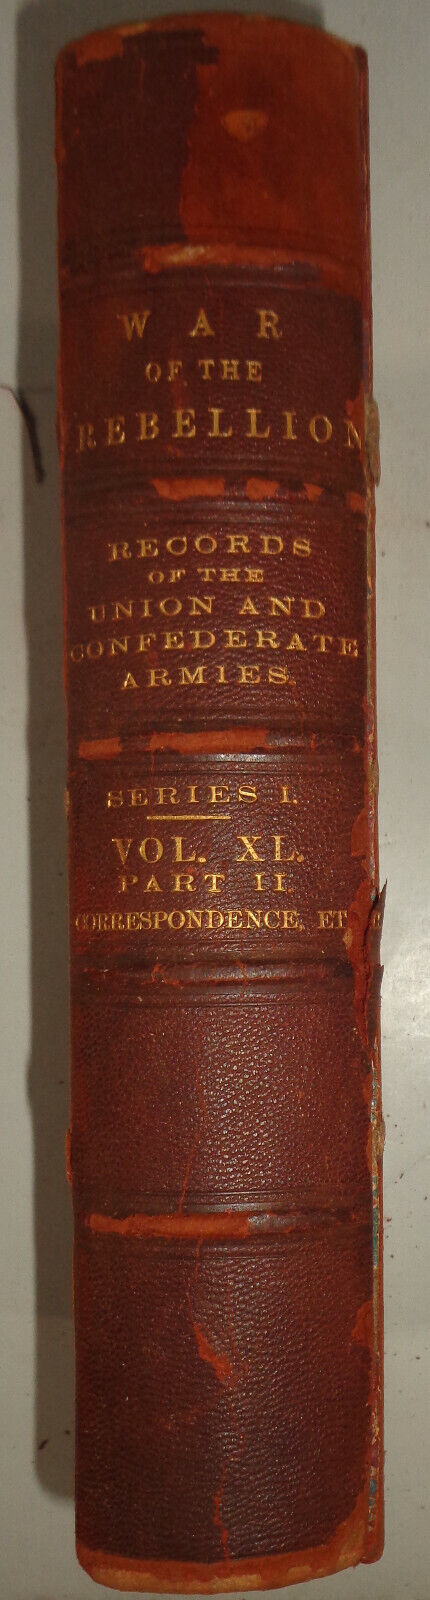 WAR
OF THE
REBELLION
RECORDS
OF THE
UNION AND
CONFEDERATE
ARMIES.
SERIES I.
VOL. XL.
PART II.
CORRESPONDENCE, ET